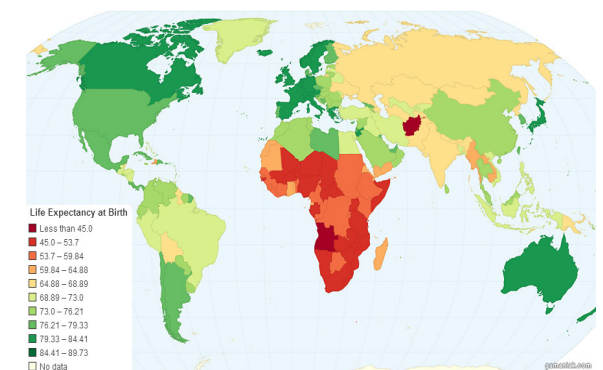 Life Expectancy at Birth
Less than 45.0
45.0 – 53.7
53.7 – 59.84
59.84 – 64.88
64.88 – 68.89
68.89 – 73.0
73.0 – 76.21
76.21 – 79.33
79.33 – 84.41
84.41 – 89.73
No data